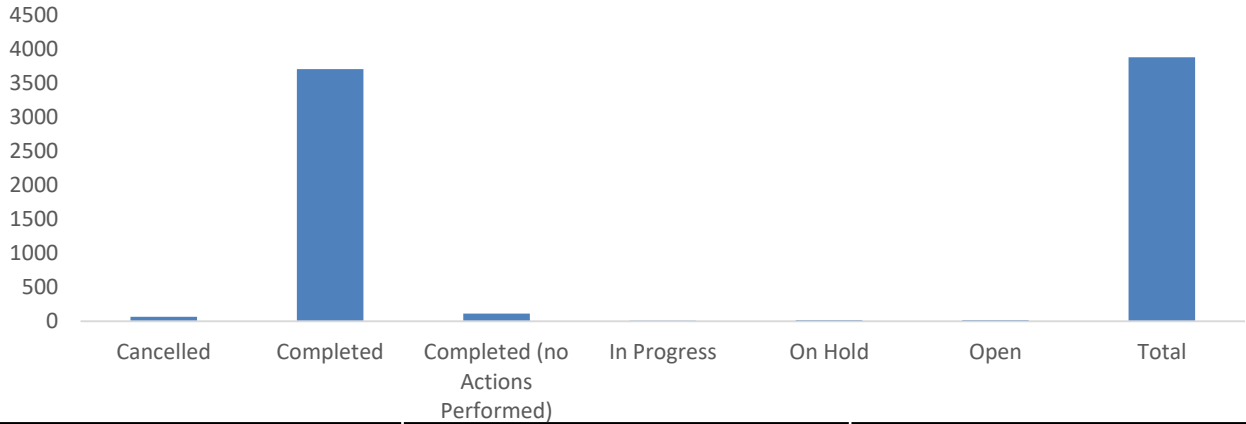 4500
4000
3500
3000
2500
2000
1500
1000
500
0
Cancelled
Completed
Completed (no
Actions
Performed)
In Progress
On Hold
Open
Total